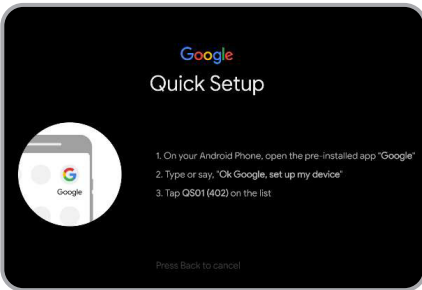 Google
Quick Setup
1. On your Android Phone, open the pre-installed app "Google"
2. Type or say, "Ok Google, set up my device"
3. Tap QS01 (402) on the list
G
Google
Press Back to cancel